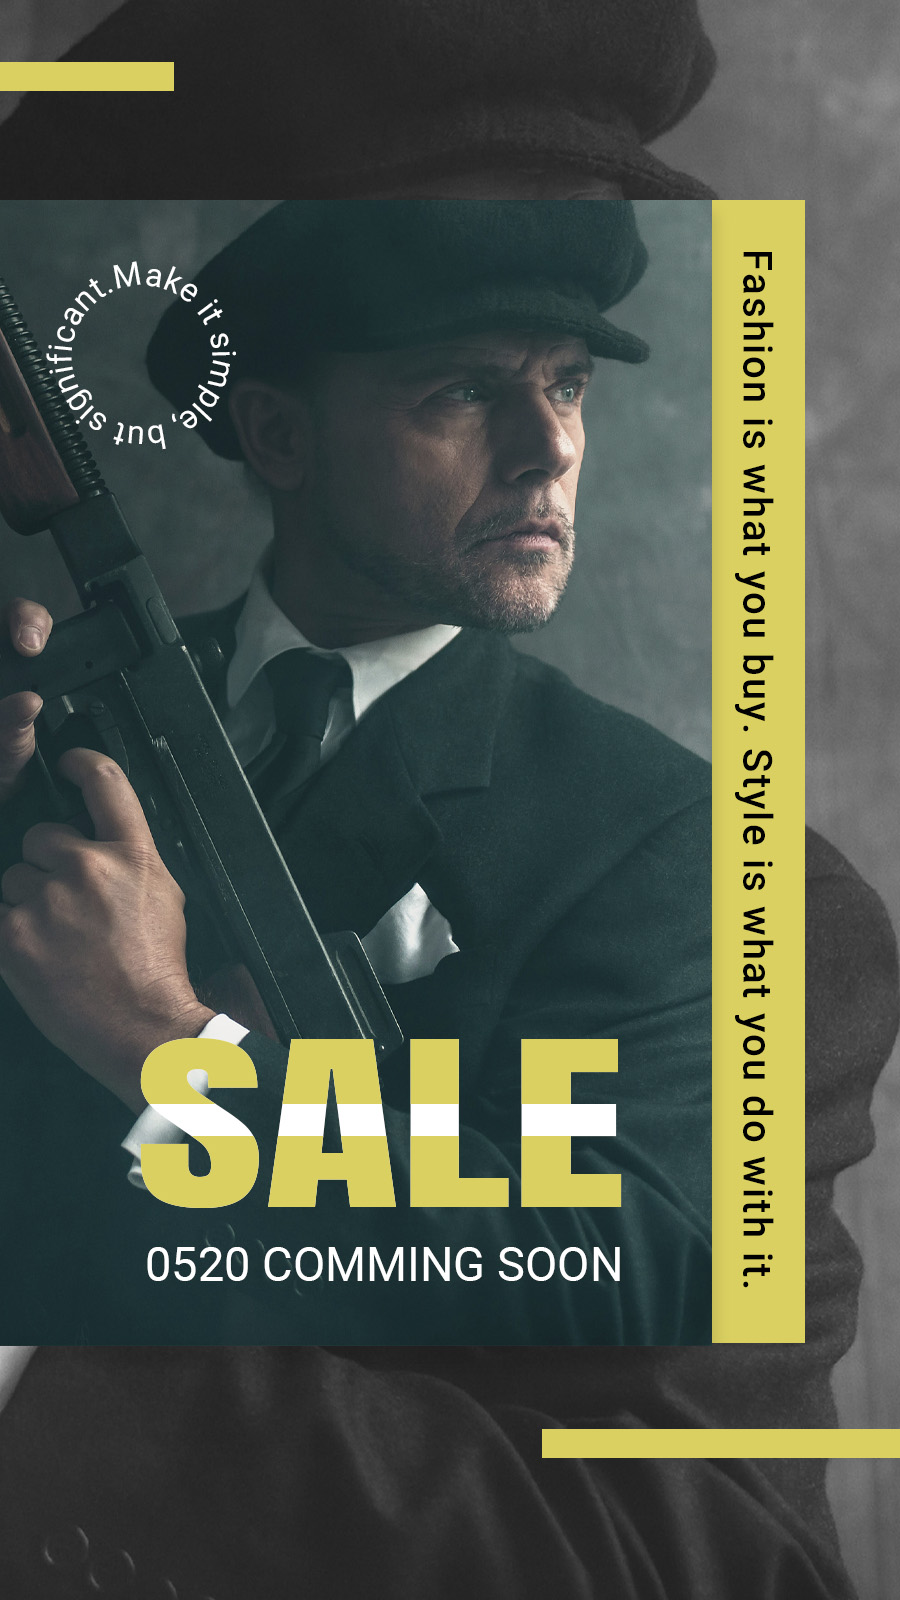 Make it simple, but significant.
Fashion is what you buy. Style is what you do with it.
SALE
0520 COMMING SOON